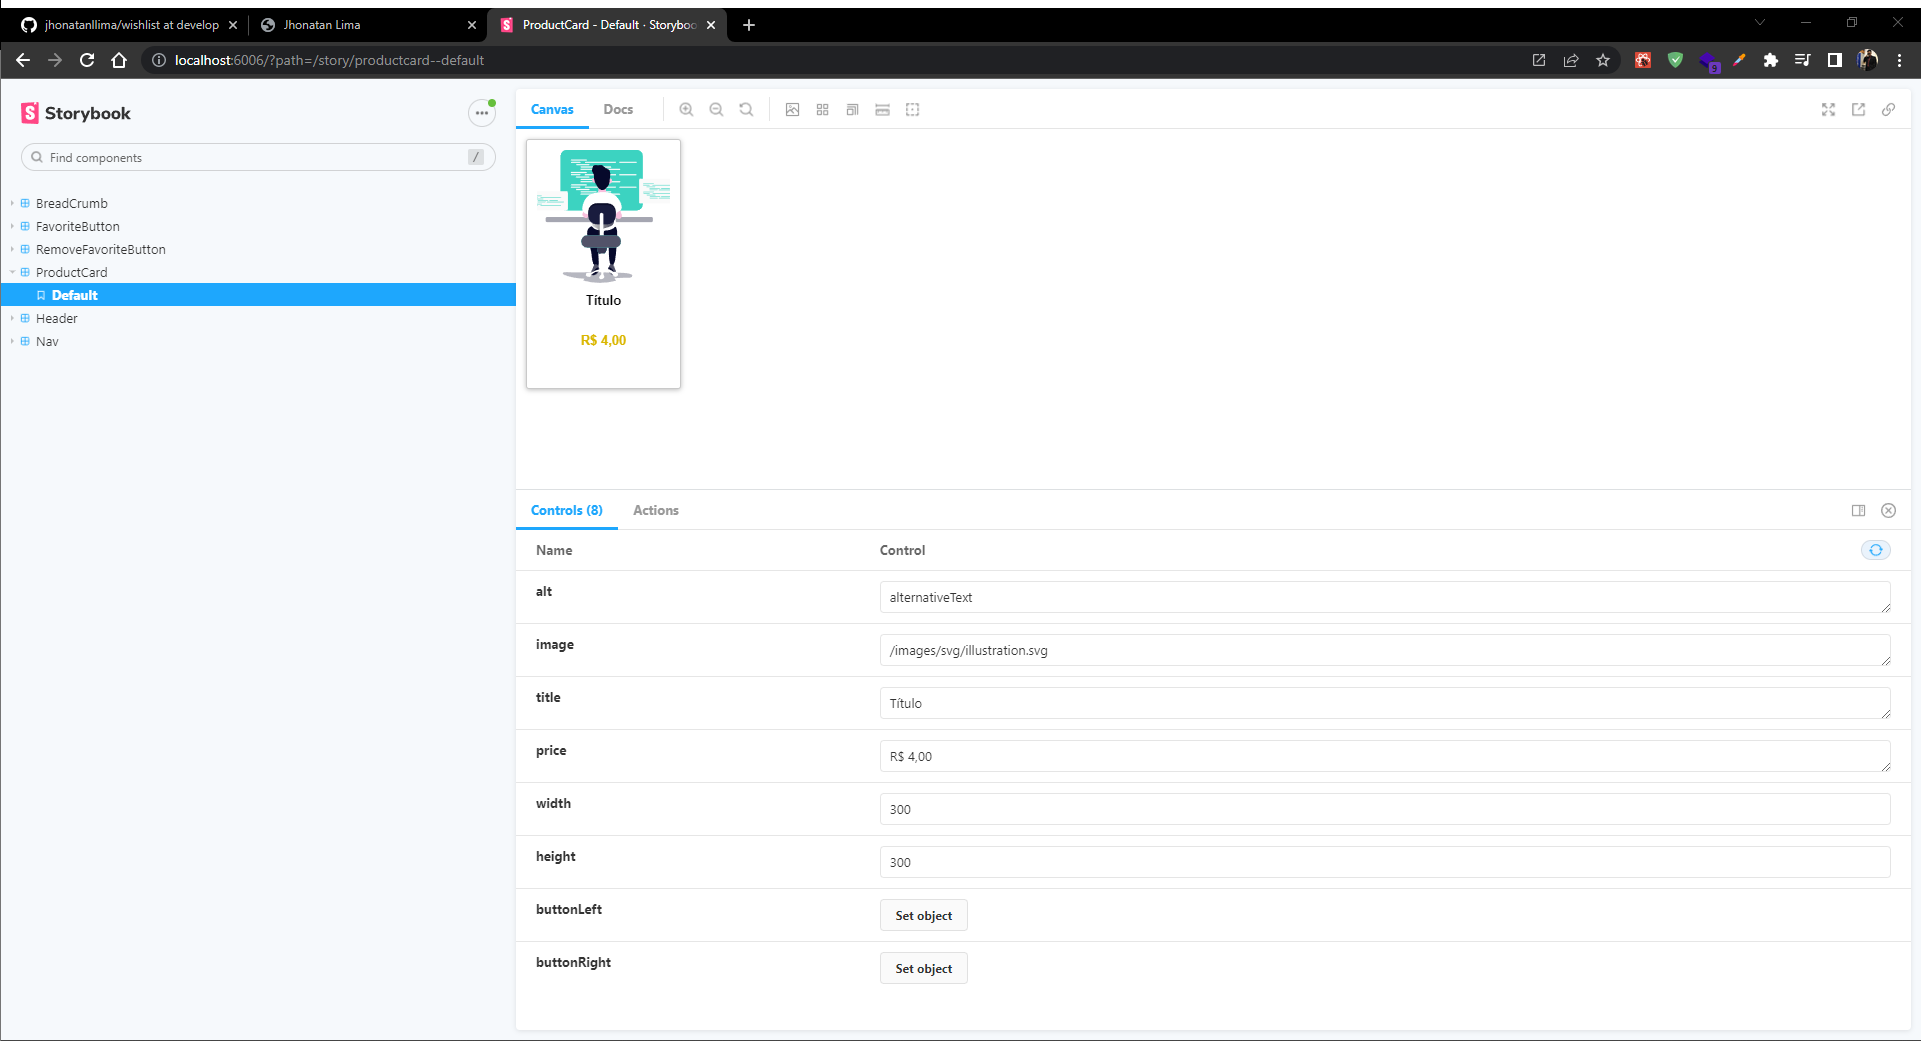 jhonatanllima/wishlist at develop
Jhonatan Lima
ProductCard - Default · Storyboo
localhost:6006/?path=/story/productcard--default
9
S Storybook
Find components
/
BreadCrumb
FavoriteButton
RemoveFavoriteButton
ProductCard
Default
Header
Nav
Canvas
Docs
Título
R$ 4,00
Controls (8)
Actions
Name
Control
alt
alternativeText
image
/images/svg/illustration.svg
title
Título
price
R$ 4,00
width
300
height
300
buttonLeft
Set object
buttonRight
Set object